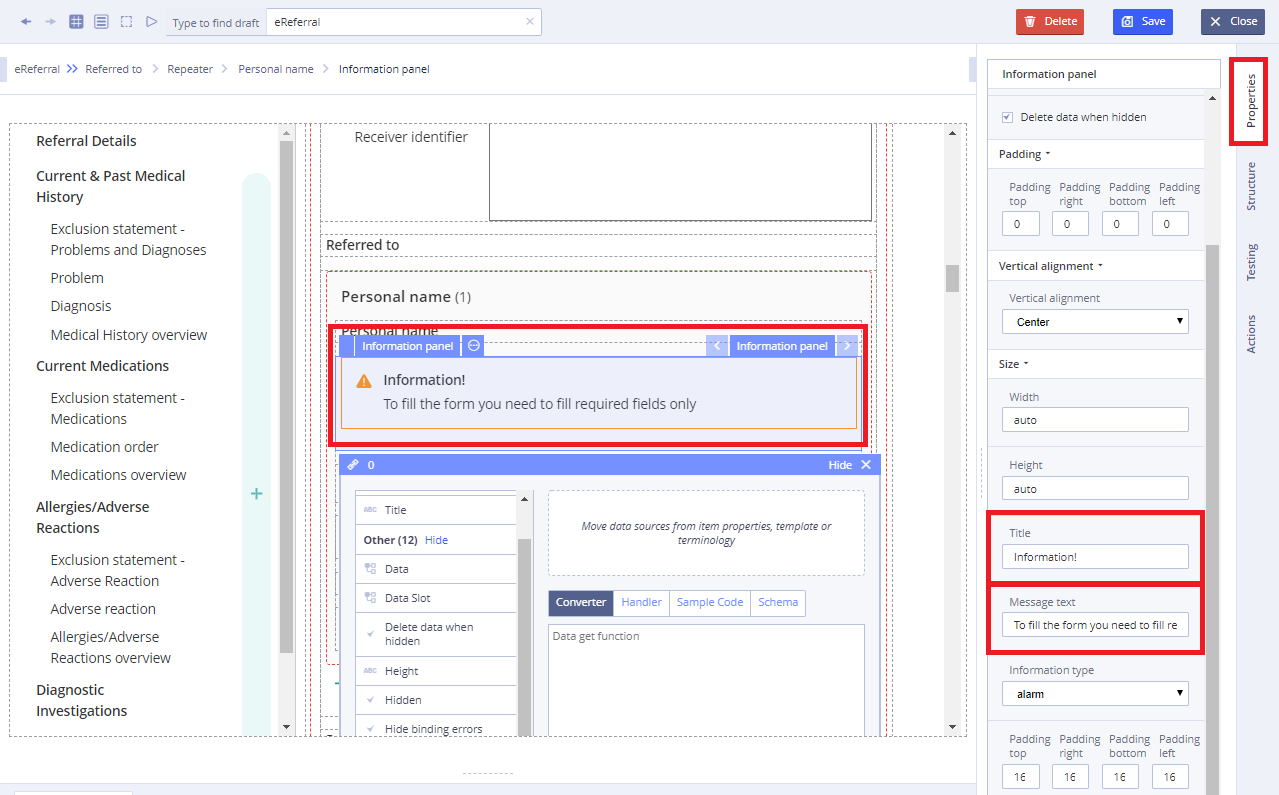 Type to find draft
eReferral
Delete
Save
Close
eReferral
Referred to
Repeater
Personal name
Information panel
Referral Details
Current & Past Medical
History
Exclusion statement -
Problems and Diagnoses
Problem
Diagnosis
Medical History overview
Current Medications
Exclusion statement -
Medications
Medication order
Medications overview
Allergies/Adverse
Reactions
Exclusion statement -
Adverse Reaction
Adverse reaction
Allergies/Adverse
Reactions overview
Diagnostic
Investigations
Receiver identifier
Referred to
Personal name (1)
Personal name
Information panel
Information panel
Information!
To fill the form you need to fill required fields only
0
Hide
ABC Title
Other (12) Hide
Data
Data Slot
Delete data when
hidden
ABC Height
Hidden
Hide binding errors
Move data sources from item properties, template or
terminology
Converter
Handler
Sample Code
Schema
Data get function
Information panel
Delete data when hidden
Padding
Padding top
Padding right
Padding bottom
Padding left
0
0
0
0
Vertical alignment
Vertical alignment
Center
Size
Width
auto
Height
auto
Title
Information!
Message text
To fill the form you need to fill re
Information type
alarm
Padding top
Padding right
Padding bottom
Padding left
16
16
16
16
Properties
Structure
Testing
Actions